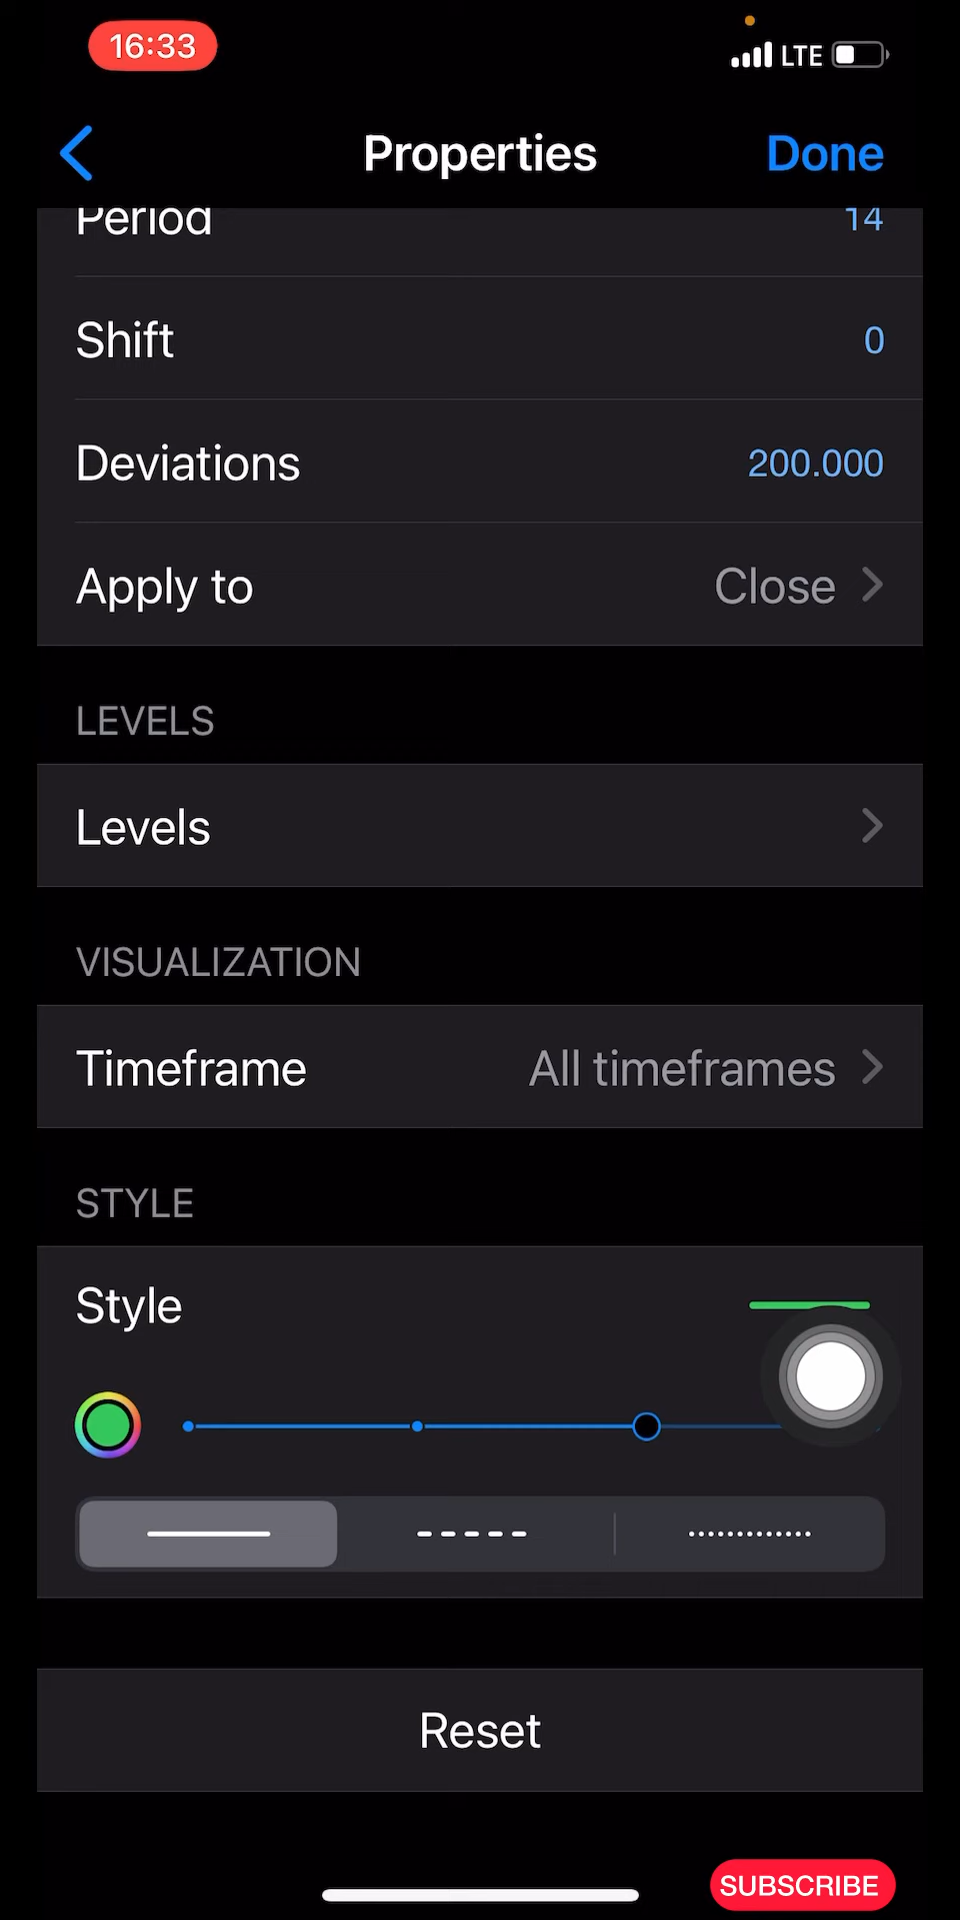 16:33
LTE
Properties
Done
Period
14
Shift
0
Deviations
200.000
Apply to
Close
LEVELS
Levels
VISUALIZATION
Timeframe
All timeframes
STYLE
Style
Reset
SUBSCRIBE